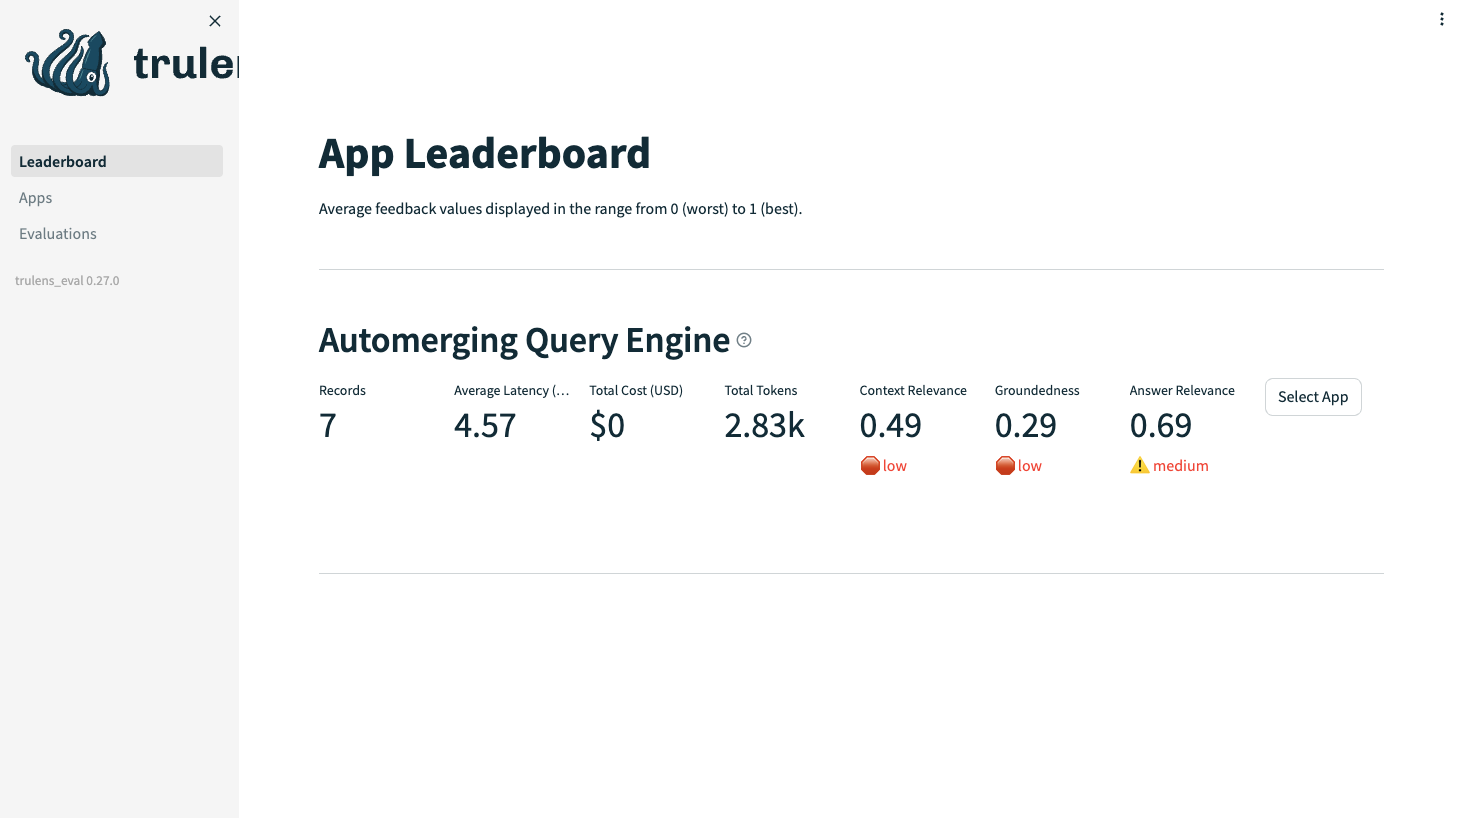 trule
Leaderboard
Apps
Evaluations
trulens_eval 0.27.0
App Leaderboard
Average feedback values displayed in the range from 0 (worst) to 1 (best).
Automerging Query Engine
Records
7
Average Latency (...
4.57
Total Cost (USD)
$0
Total Tokens
2.83k
Context Relevance
0.49
low
Groundedness
0.29
low
Answer Relevance
0.69
medium
Select App